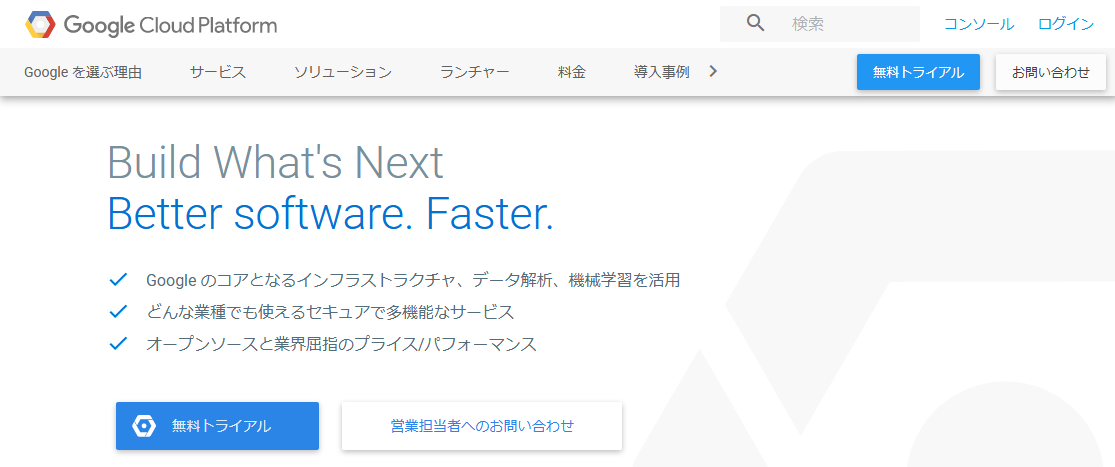 Google Cloud Platform
検索
コンソール
ログイン
Google を選ぶ理由
サービス
ソリューション
ランチャー
料金
導入事例
無料トライアル
お問い合わせ
Build What's Next
Better software. Faster.
Google のコアとなるインフラストラクチャ、データ解析、機械学習を活用
どんな業種でも使えるセキュアで多機能なサービス
オープンソースと業界屈指のプライス/パフォーマンス
無料トライアル
営業担当者へのお問い合わせ